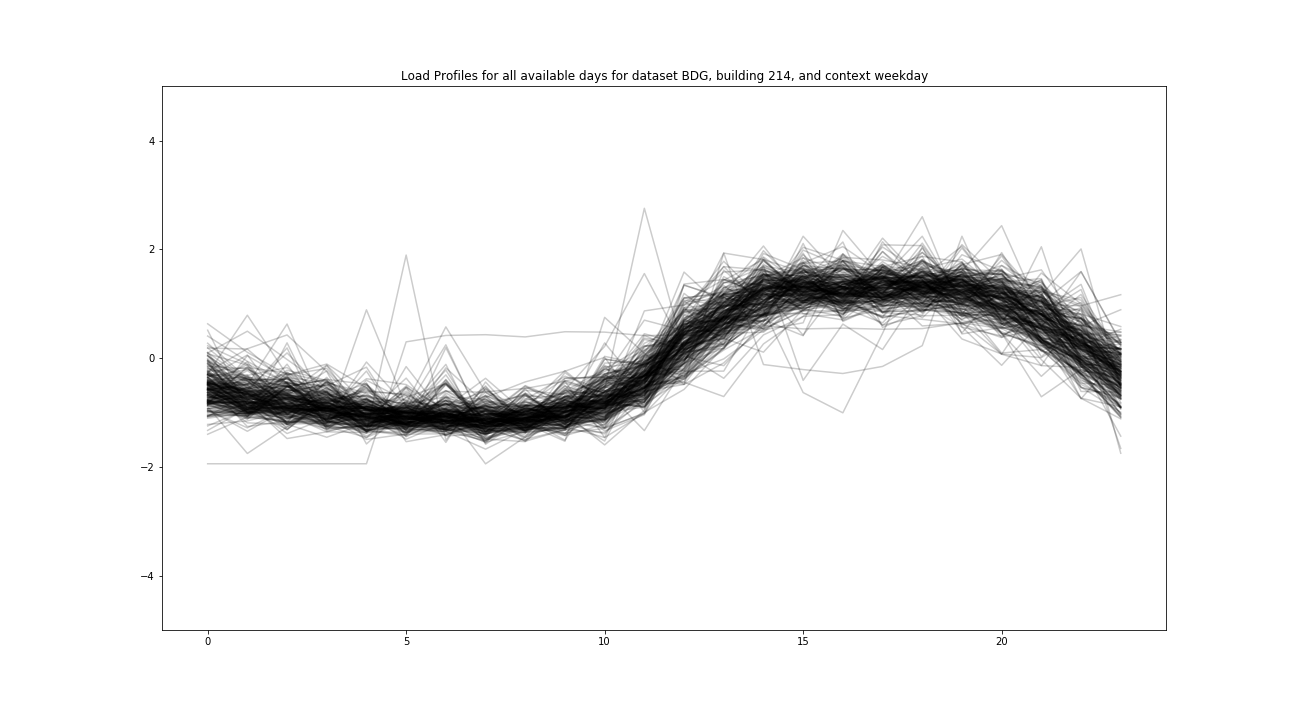 Load Profiles for all available days for dataset BDG, building 214, and context weekday
4
2
0
−2
−4
0 5 10 15 20